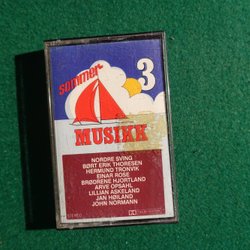 sommer
3
MUSIKK
NORDRE SVING
BØRT ERIK THORESEN
HERMUND TRONVIK
EINAR ROSE
BRØDRENE HJORTLAND
ARVE OPSAHL
LILLIAN ASKELAND
JAN HØILAND
JOHN NORMANN
STEREO